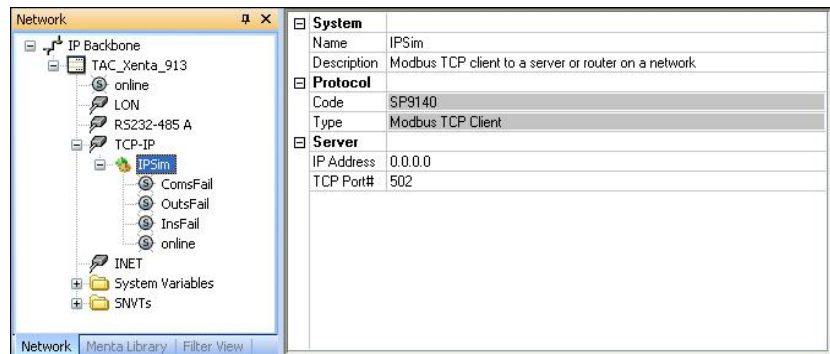 Network
IP Backbone
TAC_Xenta_913
online
LON
RS232-485 A
TCP-IP
IPSim
ComsFail
OutsFail
InsFail
online
INET
System Variables
SNVTs
Network Menta Library Filter View
System
Name IPSim
Description Modbus TCP client to a server or router on a network
Protocol
Code SP9140
Type Modbus TCP Client
Server
IP Address 0.0.0.0
TCP Port# 502